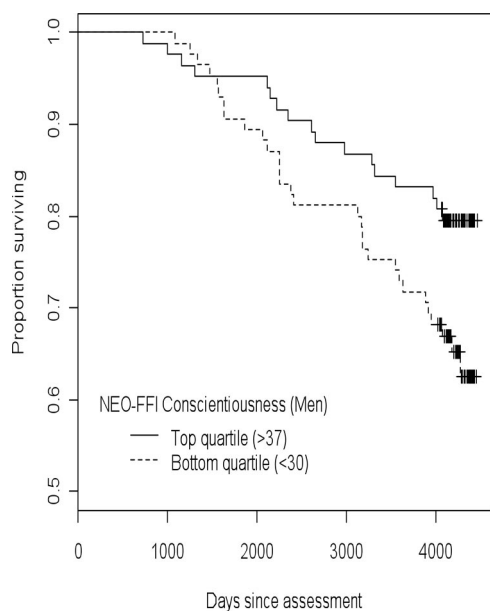 1.0
0.9
0.8
0.7
0.6
0.5
Proportion surviving
NEO-FFI Conscientiousness (Men)
Top quartile (>37)
Bottom quartile (<30)
0 1000 2000 3000 4000
Days since assessment